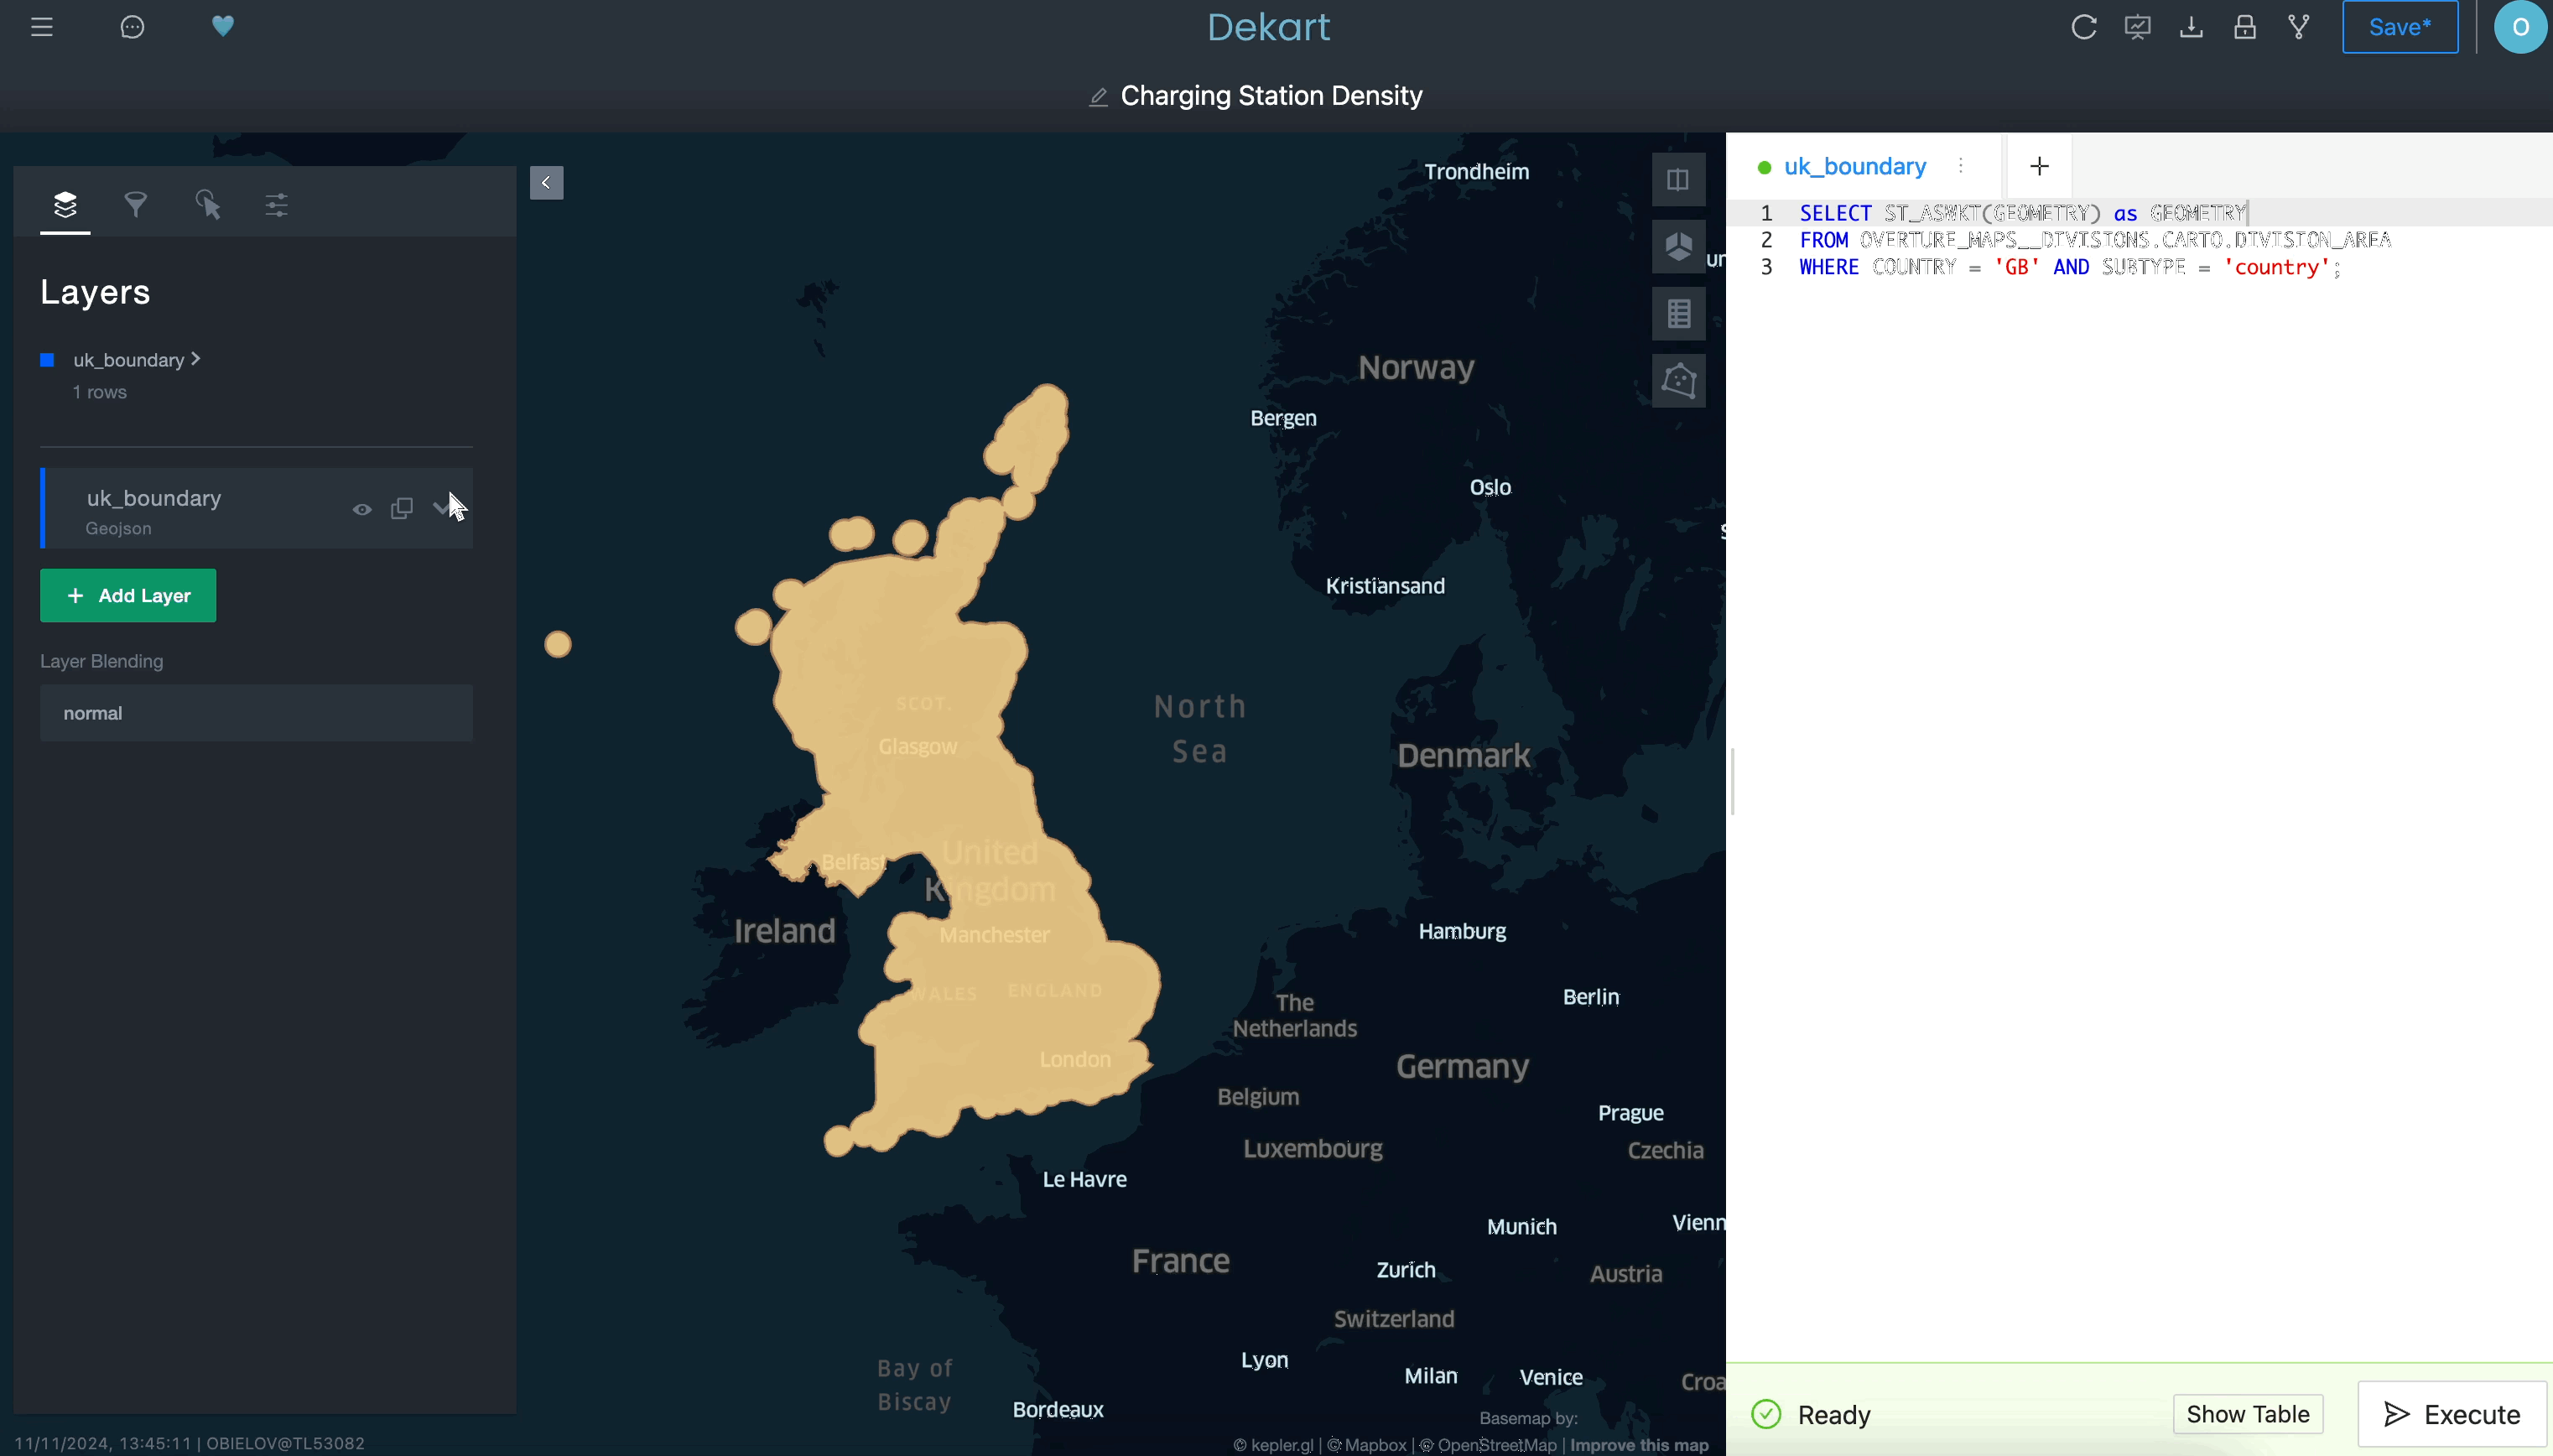 Dekart
Save*
O
Charging Station Density
Layers
uk_boundary
1 rows
uk_boundary
Geojson
+ Add Layer
Layer Blending
normal
11/11/2024, 13:45:11 | OBIELOV@TL53082
Trondheim
Norway
Bergen
Oslo
Kristiansand
North
Sea
Denmark
SCOT.
Glasgow
Belfast
United
Kingdom
Ireland
Manchester
WALES
ENGLAND
London
Hamburg
Berlin
The
Netherlands
Germany
Belgium
Prague
Luxembourg
Czechia
Le Havre
Munich
Vienn
France
Zurich
Austria
Switzerland
Lyon
Milan
Venice
Croa
Bay of
Biscay
Bordeaux
Basemap by:
© kepler.gl | © Mapbox | © OpenStreetMap | Improve this map
uk_boundary
+
1 SELECT ST_ASWKT(GEOMETRY) as GEOMETRY
2 FROM OVERTURE_MAPS__DIVISIONS.CARTO.DIVISION_AREA
3 WHERE COUNTRY = 'GB' AND SUBTYPE = 'country';
Ready
Show Table
Execute